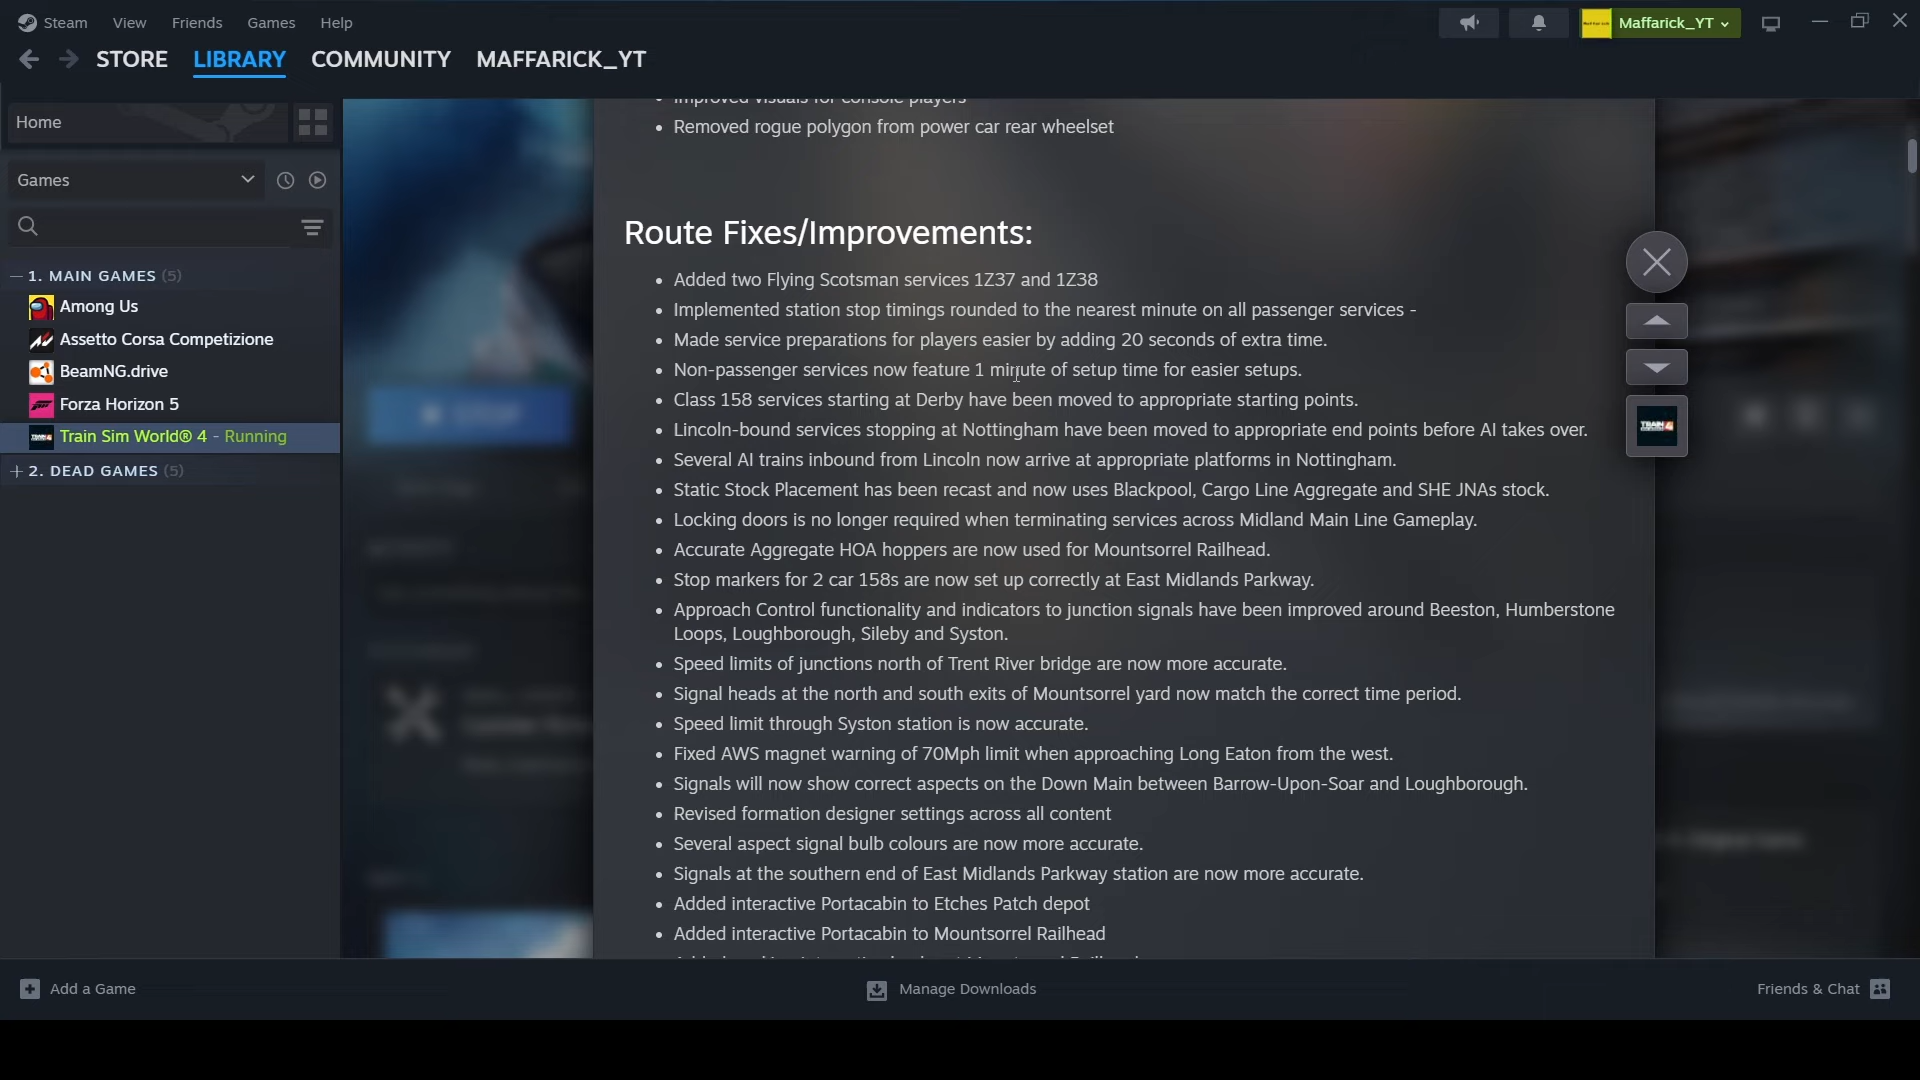 Steam View Friends Games Help
Maffarick_YT
STORE LIBRARY COMMUNITY MAFFARICK_YT
Home
Games
1. MAIN GAMES (5)
Among Us
Assetto Corsa Competizione
BeamNG.drive
Forza Horizon 5
Train Sim World® 4 - Running
2. DEAD GAMES (5)
Improved visuals for console players
• Removed rogue polygon from power car rear wheelset
Route Fixes/Improvements:
• Added two Flying Scotsman services 1Z37 and 1Z38
• Implemented station stop timings rounded to the nearest minute on all passenger services -
• Made service preparations for players easier by adding 20 seconds of extra time.
• Non-passenger services now feature 1 minute of setup time for easier setups.
• Class 158 services starting at Derby have been moved to appropriate starting points.
• Lincoln-bound services stopping at Nottingham have been moved to appropriate end points before AI takes over.
• Several AI trains inbound from Lincoln now arrive at appropriate platforms in Nottingham.
• Static Stock Placement has been recast and now uses Blackpool, Cargo Line Aggregate and SHE JNAs stock.
• Locking doors is no longer required when terminating services across Midland Main Line Gameplay.
• Accurate Aggregate HOA hoppers are now used for Mountsorrel Railhead.
• Stop markers for 2 car 158s are now set up correctly at East Midlands Parkway.
• Approach Control functionality and indicators to junction signals have been improved around Beeston, Humberstone
Loops, Loughborough, Sileby and Syston.
• Speed limits of junctions north of Trent River bridge are now more accurate.
• Signal heads at the north and south exits of Mountsorrel yard now match the correct time period.
• Speed limit through Syston station is now accurate.
• Fixed AWS magnet warning of 70Mph limit when approaching Long Eaton from the west.
• Signals will now show correct aspects on the Down Main between Barrow-Upon-Soar and Loughborough.
• Revised formation designer settings across all content
• Several aspect signal bulb colours are now more accurate.
• Signals at the southern end of East Midlands Parkway station are now more accurate.
• Added interactive Portacabin to Etches Patch depot
• Added interactive Portacabin to Mountsorrel Railhead
TRAIN 4
Add a Game
Manage Downloads
Friends & Chat